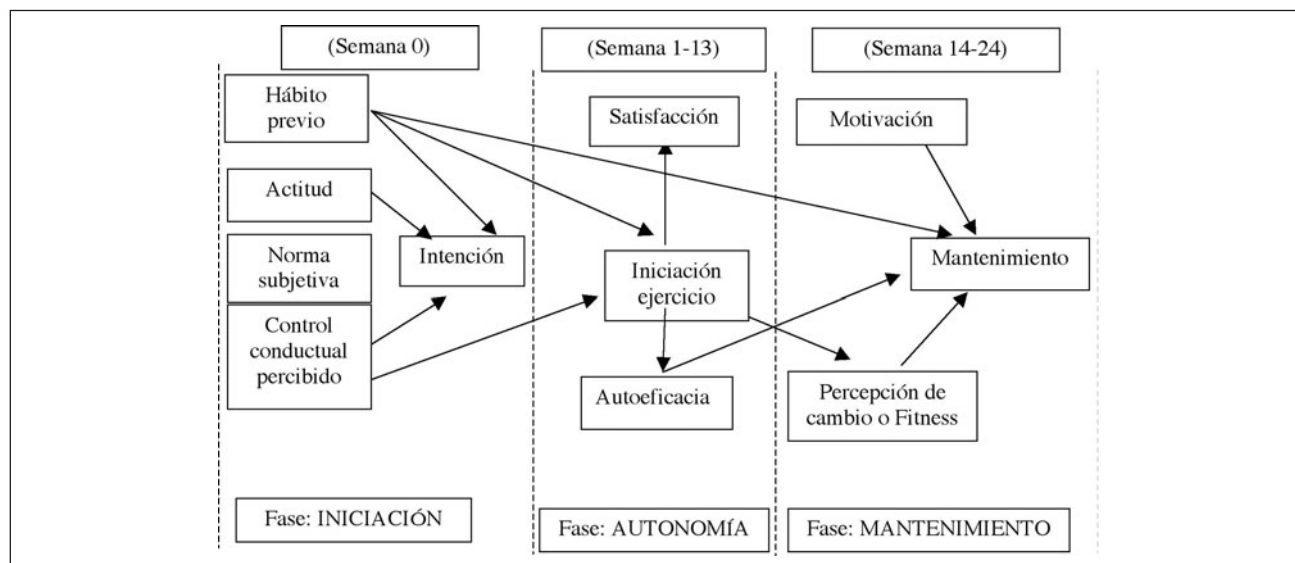 (Semana 0)
(Semana 1-13)
(Semana 14-24)
Hábito
previo
Satisfacción
Motivación
Actitud
Norma
subjetiva
Intención
Iniciación
ejercicio
Mantenimiento
Control
conductual
percibido
Autoeficacia
Percepción de
cambio o Fitness
Fase: INICIACIÓN
Fase: AUTONOMÍA
Fase: MANTENIMIENTO